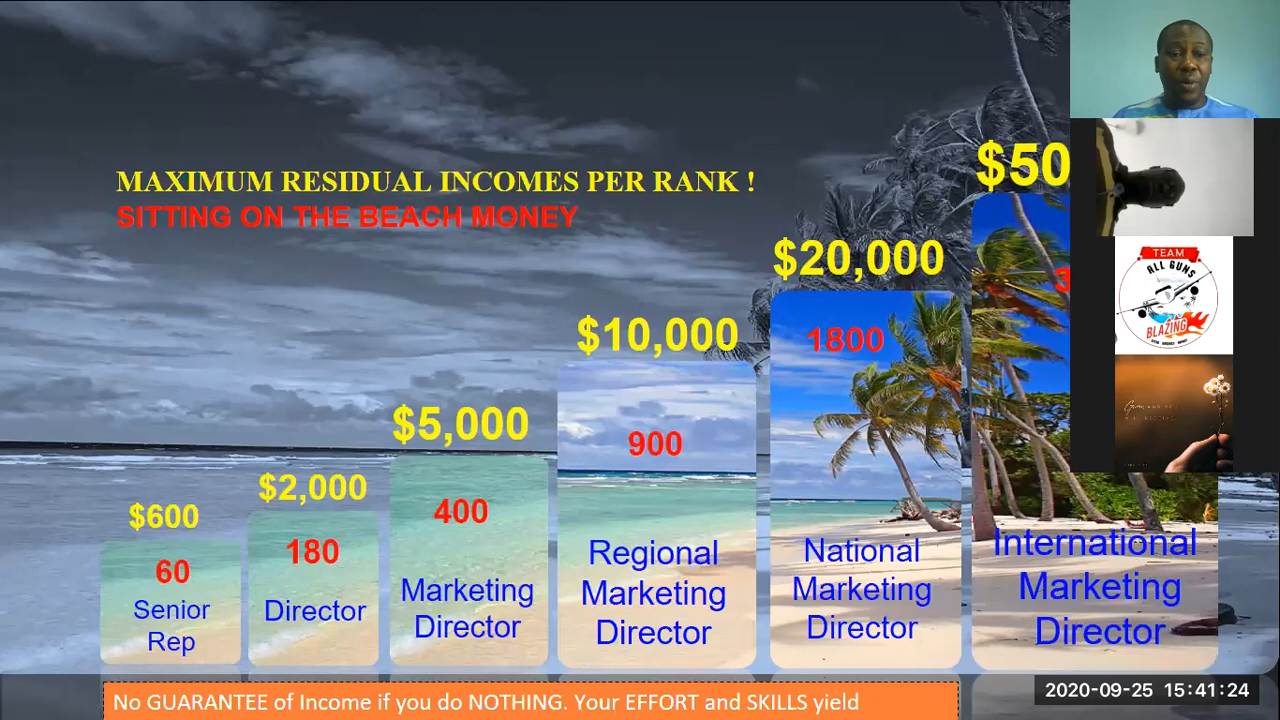 MAXIMUM RESIDUAL INCOMES PER RANK !
SITTING ON THE BEACH MONEY
$600
60
Senior
Rep
$2,000
180
Director
$5,000
400
Marketing
Director
$10,000
900
Regional
Marketing
Director
$20,000
1800
National
Marketing
Director
$50
3
International
Marketing
Director
TEAM
ALL GUNS
BLAZING
No GUARANTEE of Income if you do NOTHING. Your EFFORT and SKILLS yield
2020-09-25 15:41:24